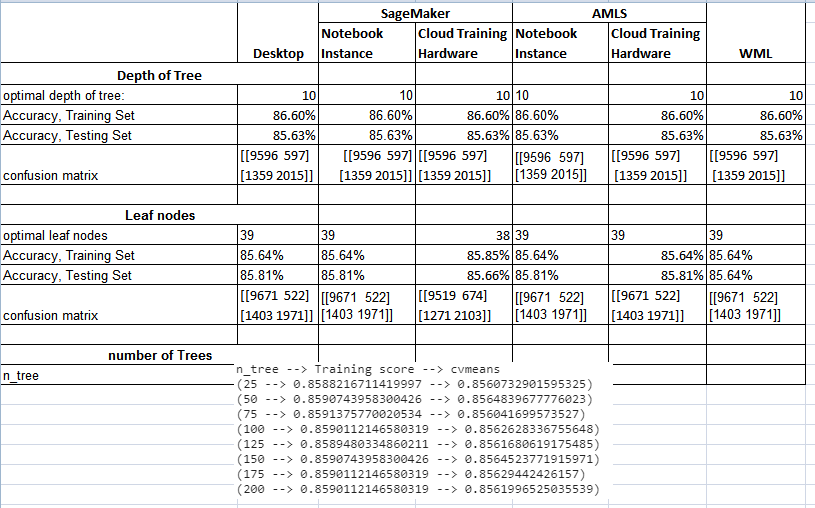 SageMaker AMLS
Desktop Notebook Instance Cloud Training Hardware Notebook Instance Cloud Training Hardware WML
Depth of Tree
optimal depth of tree: 10 10 10 10 10 10
Accuracy, Training Set 86.60% 86.60% 86.60% 86.60% 86.60% 86.60%
Accuracy, Testing Set 85.63% 85.63% 85.63% 85.63% 85.63% 85.63%
[[9596 597] [[9596 597] [[9596 597] [[9596 597] [[9596 597] [[9596 597]
confusion matrix [1359 2015]] [1359 2015]] [1359 2015]] [1359 2015]] [1359 2015]] [1359 2015]]
Leaf nodes
optimal leaf nodes 39 39 38 39 39 39
Accuracy, Training Set 85.64% 85.64% 85.85% 85.64% 85.64% 85.64%
Accuracy, Testing Set 85.81% 85.81% 85.66% 85.81% 85.81% 85.64%
[[9671 522] [[9671 522] [[9519 674] [[9671 522] [[9671 522] [[9671 522]
confusion matrix [1403 1971]] [1403 1971]] [1271 2103]] [1403 1971]] [1403 1971]] [1403 1971]]
number of Trees
n_tree
n_tree --> Training score --> cvmeans
(25 --> 0.8588216711419997 --> 0.8560732901595325)
(50 --> 0.8590743958300426 --> 0.8564839677776023)
(75 --> 0.8591375770020534 --> 0.856041699573527)
(100 --> 0.8590112146580319 --> 0.8562628336755648)
(125 --> 0.8589480334860211 --> 0.8561680619175485)
(150 --> 0.8590743958300426 --> 0.8564523771915971)
(175 --> 0.8590112146580319 --> 0.85629442426157)
(200 --> 0.8590112146580319 --> 0.8561996525035539)